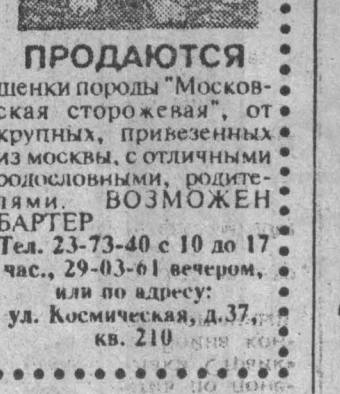 ПРОДАЮТСЯ
щенки породы "Москов-
ская сторожевая", от
крупных, привезенных
из москвы, с отличными
родословными, родите-
лями. ВОЗМОЖЕН
БАРТЕР
Тел. 23-73-40 с 10 до 17
час., 29-03-61 вечером,
или по адресу:
ул. Космическая, д.37,
кв. 210